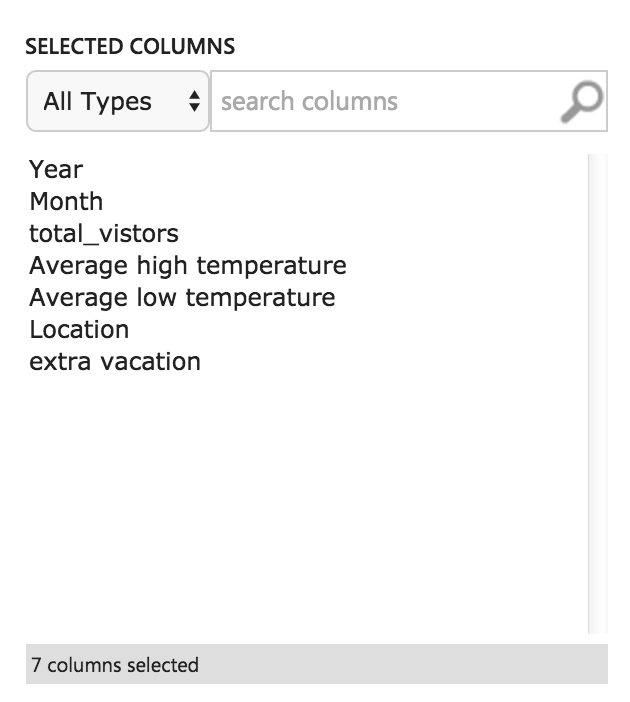 SELECTED COLUMNS
All Types search columns
Year
Month
total_vistors
Average high temperature
Average low temperature
Location
extra vacation
7 columns selected